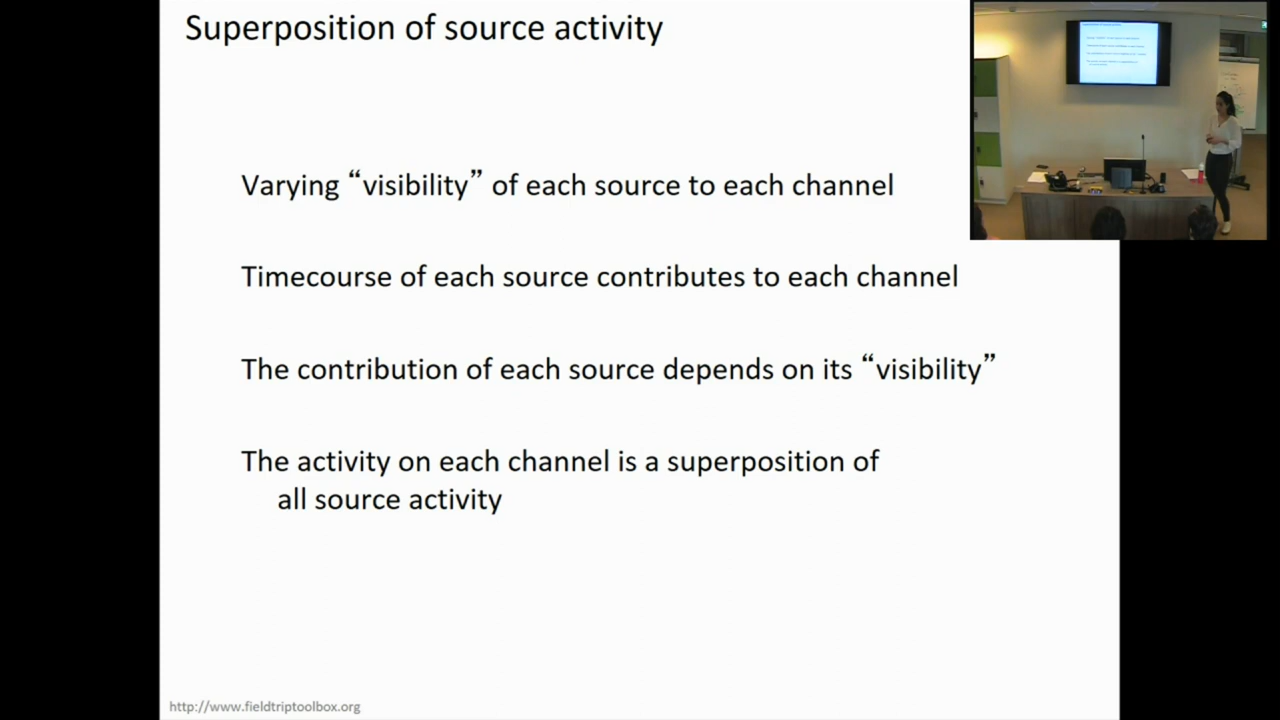 Superposition of source activity
Varying “visibility” of each source to each channel
Timecourse of each source contributes to each channel
The contribution of each source depends on its “visibility”
The activity on each channel is a superposition of
all source activity
http://www.fieldtriptoolbox.org